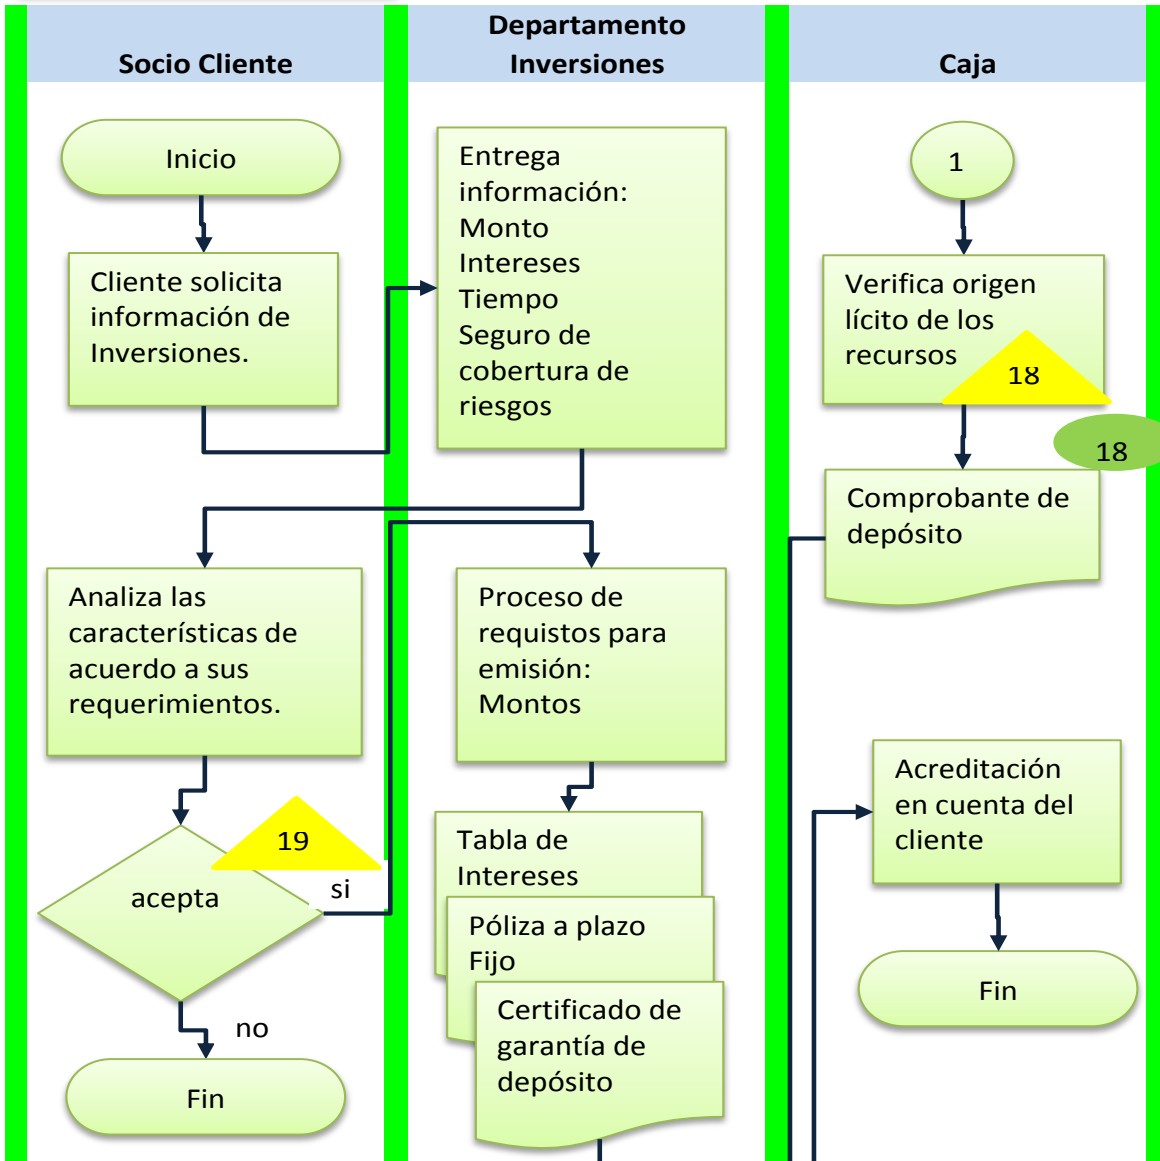 Socio Cliente
Departamento
Inversiones
Caja
Inicio
Cliente solicita
información de
Inversiones.
Entrega
información:
Monto
Intereses
Tiempo
Seguro de
cobertura de
riesgos
1
Verifica origen
lícito de los
recursos
18
18
Comprobante de
depósito
Analiza las
características de
acuerdo a sus
requerimientos.
Proceso de
requistos para
emisión:
Montos
acepta
19
si
no
Fin
Tabla de
Intereses
Póliza a plazo
Fijo
Certificado de
garantía de
depósito
Acreditación
en cuenta del
cliente
Fin